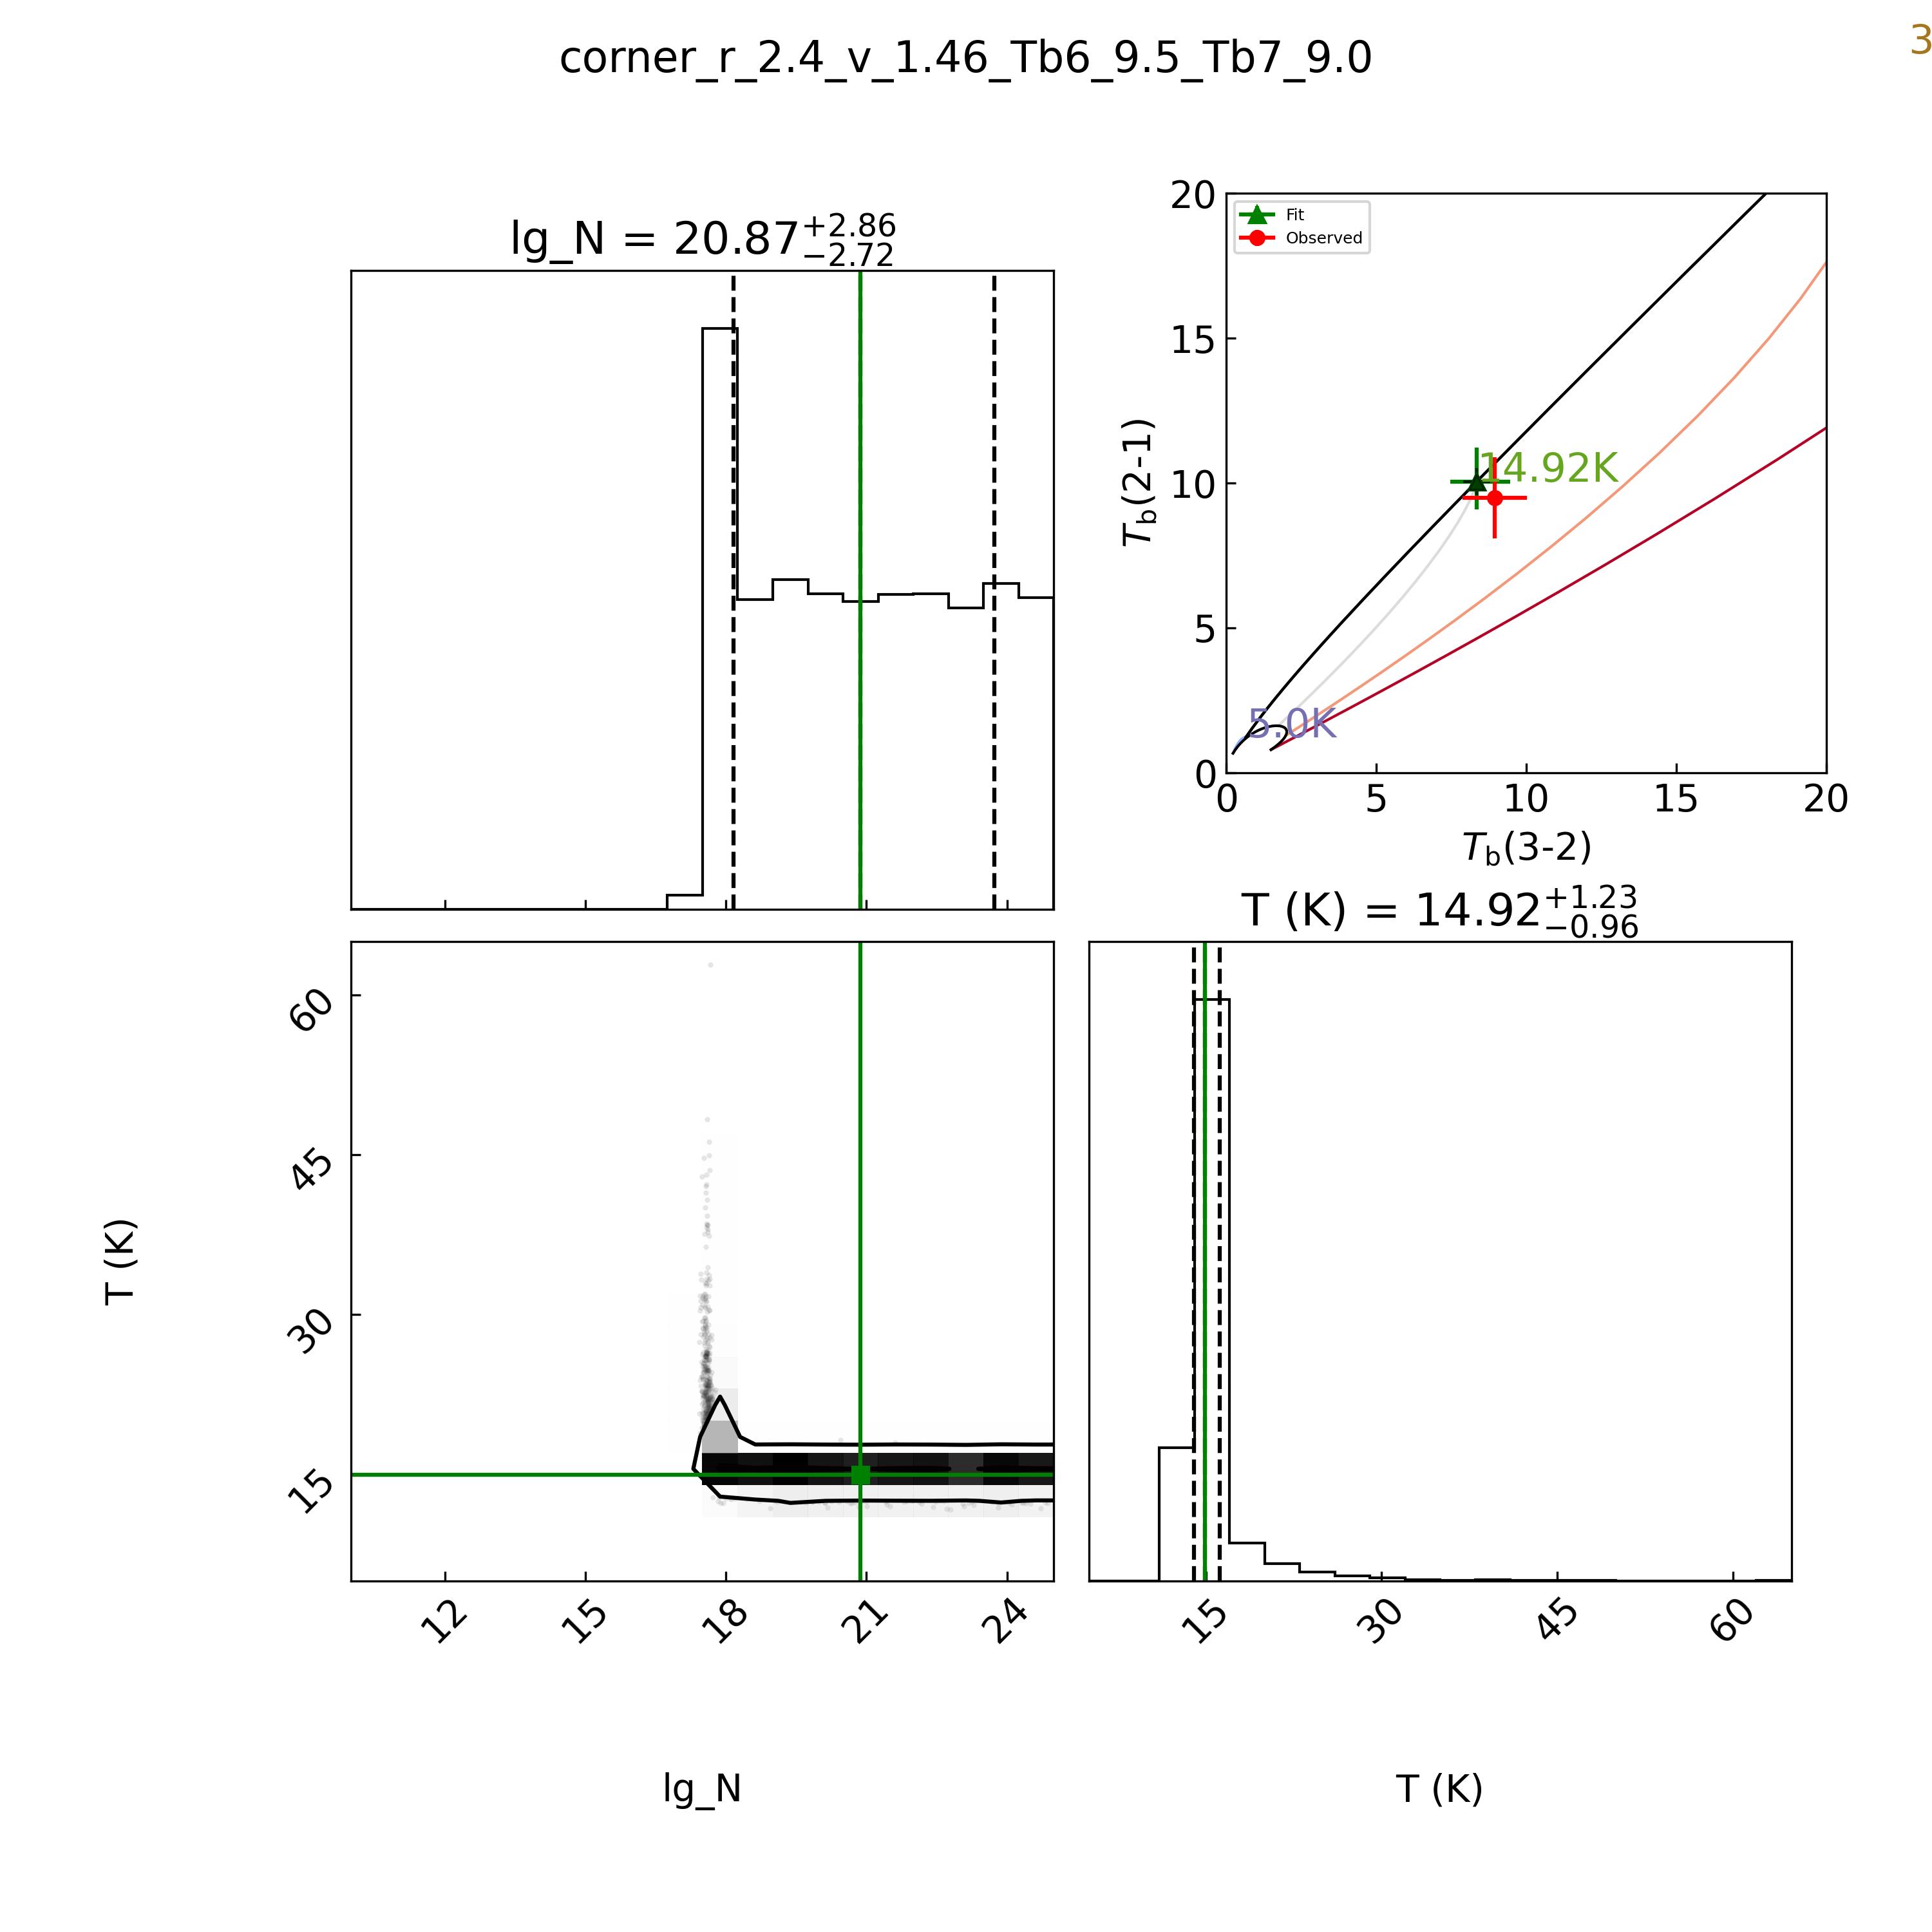 3
corner_r_2.4_v_1.46_Tb6_9.5_Tb7_9.0
lg_N = 20.87+2.86−2.72
20
15
10
5
0
Tb(2-1)
Fit
Observed
14.92K
5.0K
0 5 10 15 20
Tb(3-2)
T (K) = 14.92+1.23−0.96
60
45
30
15
T (K)
12 15 18 21 24
15 30 45 60
lg_N
T (K)